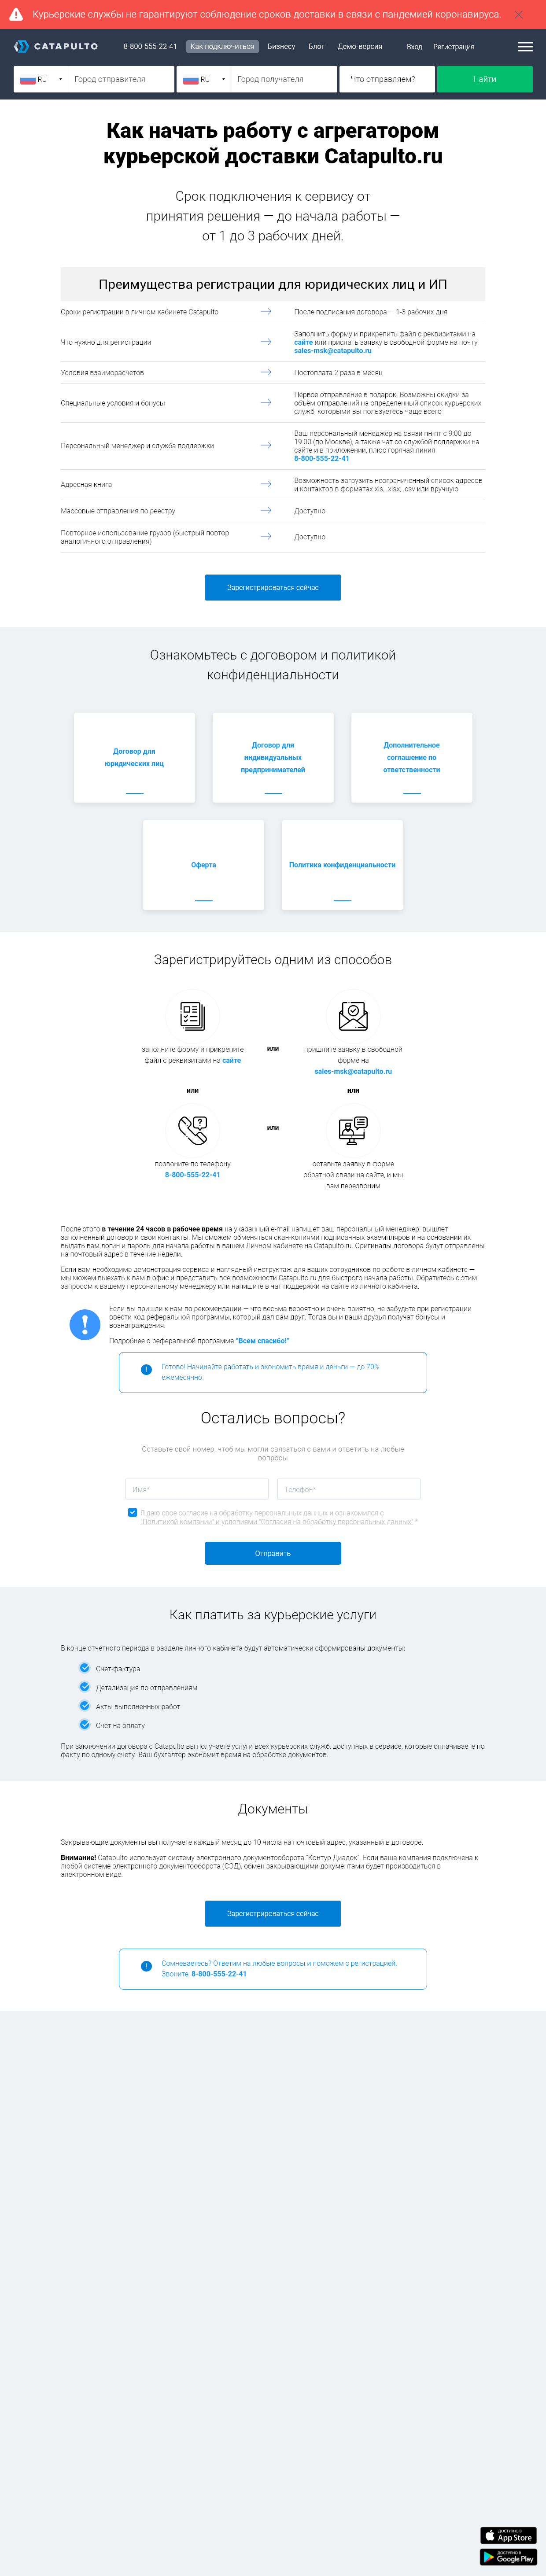 Курьерские службы не гарантируют соблюдение сроков доставки в связи с пандемией коронавируса.
CATAPULTO 8-800-555-22-41 Как подключиться Бизнесу Блог Демо-версия Вход Регистрация
RU Город отправителя RU Город получателя Что отправляем? Найти
Как начать работу с агрегатором
курьерской доставки Catapulto.ru
Срок подключения к сервису от
принятия решения — до начала работы —
от 1 до 3 рабочих дней.
Преимущества регистрации для юридических лиц и ИП
Сроки регистрации в личном кабинете Catapulto
После подписания договора — 1-3 рабочих дня
Что нужно для регистрации
Заполнить форму и прикрепить файл с реквизитами на
сайте или прислать заявку в свободной форме на почту
sales-msk@catapulto.ru
Условия взаиморасчетов
Постоплата 2 раза в месяц
Специальные условия и бонусы
Первое отправление в подарок. Возможны скидки за
объём отправлений на определенный список курьерских
служб, которыми вы пользуетесь чаще всего
Персональный менеджер и служба поддержки
Ваш персональный менеджер на связи пн-пт с 9:00 до
19:00 (по Москве), а также чат со службой поддержки на
сайте и в приложении, плюс горячая линия
8-800-555-22-41
Адресная книга
Возможность загрузить неограниченный список адресов
и контактов в форматах xls, .xlsx, .csv или вручную
Массовые отправления по реестру
Доступно
Повторное использование грузов (быстрый повтор
аналогичного отправления)
Доступно
Зарегистрироваться сейчас
Ознакомьтесь с договором и политикой
конфиденциальности
Договор для
юридических лиц
Договор для
индивидуальных
предпринимателей
Дополнительное
соглашение по
ответственности
Оферта
Политика конфиденциальности
Зарегистрируйтесь одним из способов
заполните форму и прикрепите
файл с реквизитами на сайте
или
пришлите заявку в свободной
форме на
sales-msk@catapulto.ru
или
или
позвоните по телефону
8-800-555-22-41
или
оставьте заявку в форме
обратной связи на сайте, и мы
вам перезвоним
После этого в течение 24 часов в рабочее время на указанный e-mail напишет ваш персональный менеджер: вышлет
заполненный договор и свои контакты. Мы сможем обменяться скан-копиями подписанных экземпляров и на основании их
выдать вам логин и пароль для начала работы в вашем Личном кабинете на Catapulto.ru. Оригиналы договора будут отправлены
на почтовый адрес в течение недели.
Если вам необходима демонстрация сервиса и наглядный инструктаж для ваших сотрудников по работе в личном кабинете —
мы можем выехать к вам в офис и представить все возможности Catapulto.ru для быстрого начала работы. Обратитесь с этим
запросом к вашему персональному менеджеру или напишите в чат поддержки на сайте из личного кабинета.
Если вы пришли к нам по рекомендации — что весьма вероятно и очень приятно, не забудьте при регистрации
ввести код реферальной программы, который дал вам друг. Тогда вы и ваши друзья получат бонусы и
вознаграждения.
Подробнее о реферальной программе "Всем спасибо!"
Готово! Начинайте работать и экономить время и деньги — до 70%
ежемесячно.
Остались вопросы?
Оставьте свой номер, чтоб мы могли связаться с вами и ответить на любые
вопросы
Имя* Телефон*
Я даю свое согласие на обработку персональных данных и ознакомился с
"Политикой компании" и условиями "Согласия на обработку персональных данных" *
Отправить
Как платить за курьерские услуги
В конце отчетного периода в разделе личного кабинета будут автоматически сформированы документы:
Счет-фактура
Детализация по отправлениям
Акты выполненных работ
Счет на оплату
При заключении договора с Catapulto вы получаете услуги всех курьерских служб, доступных в сервисе, которые оплачиваете по
факту по одному счету. Ваш бухгалтер экономит время на обработке документов.
Документы
Закрывающие документы вы получаете каждый месяц до 10 числа на почтовый адрес, указанный в договоре.
Внимание! Catapulto использует систему электронного документооборота "Контур Диадок". Если ваша компания подключена к
любой системе электронного документооборота (СЭД), обмен закрывающими документами будет производиться в
электронном виде.
Зарегистрироваться сейчас
Сомневаетесь? Ответим на любые вопросы и поможем с регистрацией.
Звоните: 8-800-555-22-41
ДОСТУПНО В
App Store
ДОСТУПНО В
Google Play